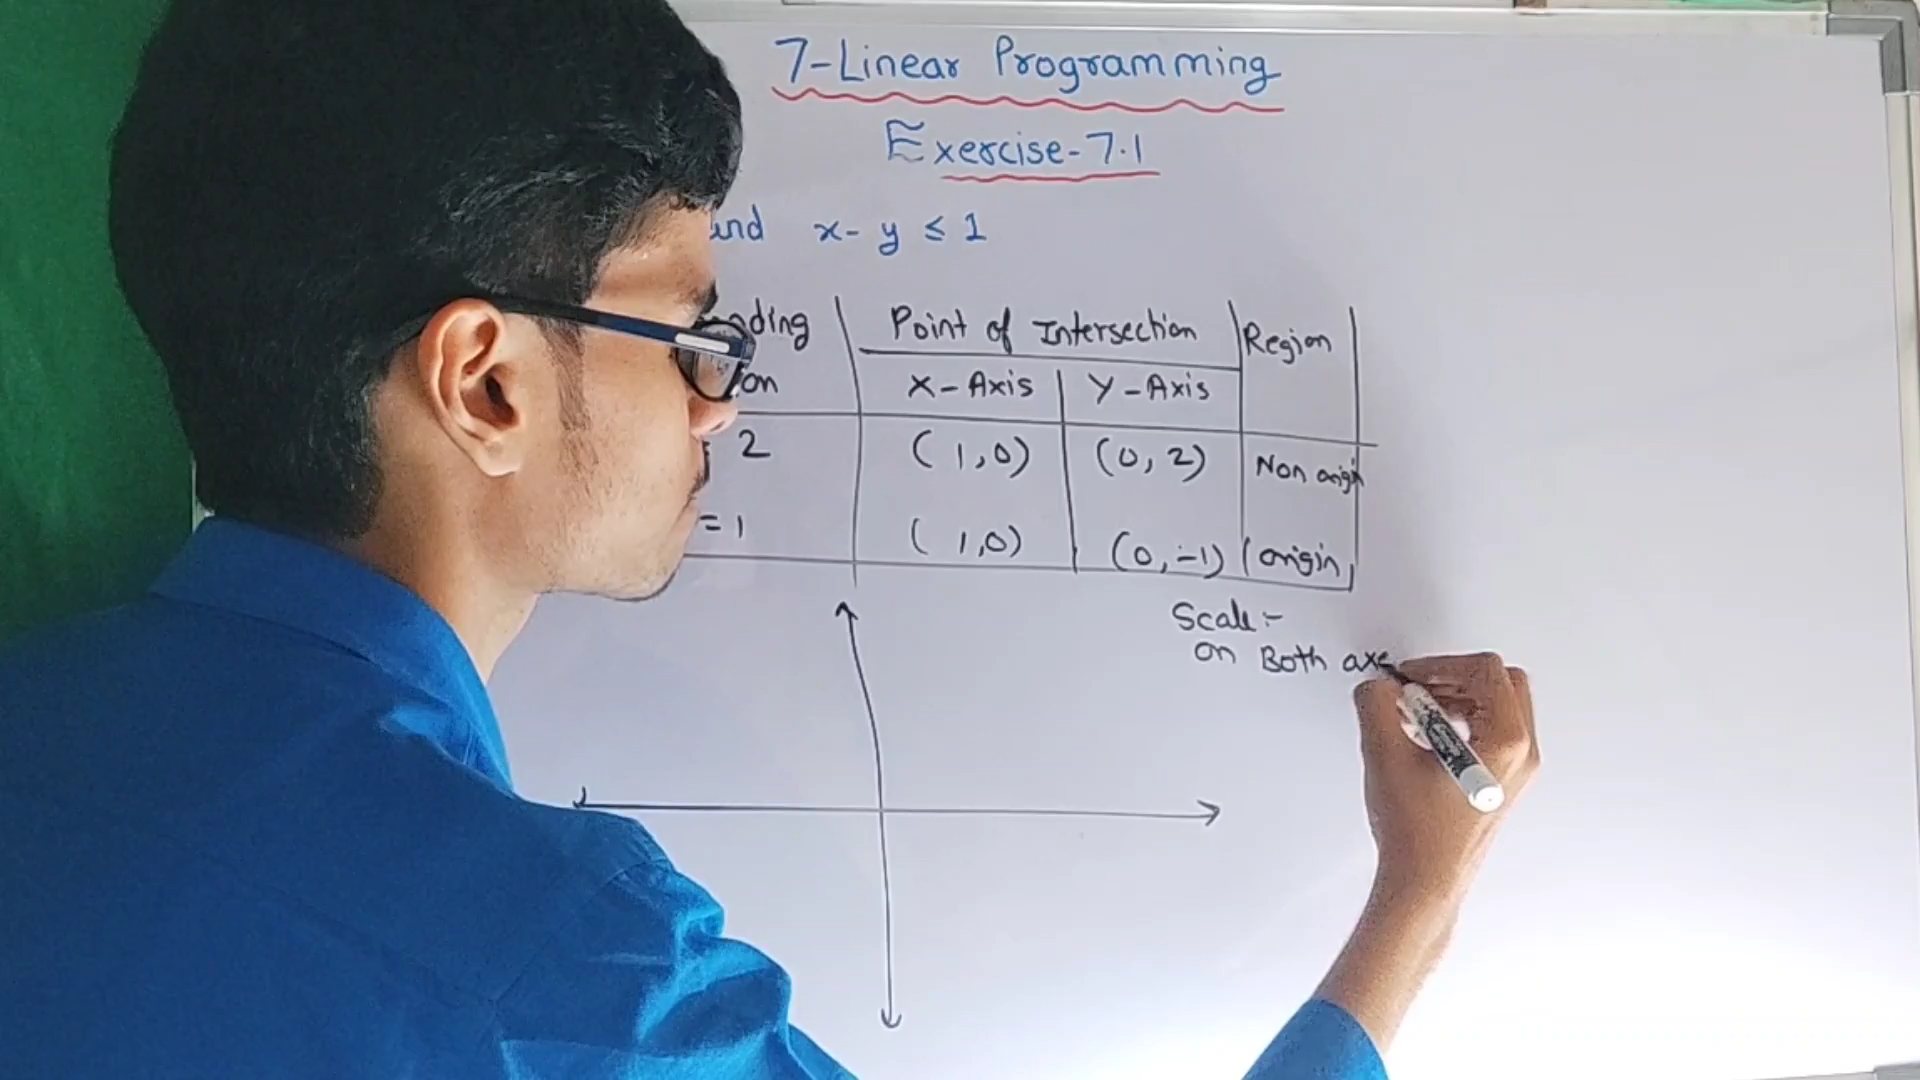 7-Linear Programming
Exercise-7.1
and x- y ≤ 1
nding Point of Intersection Region
on X-Axis Y-Axis
2 (1,0) (0, 2) Non origin
=1 (1,0) (0,-1) origin
Scale:-
on Both axe